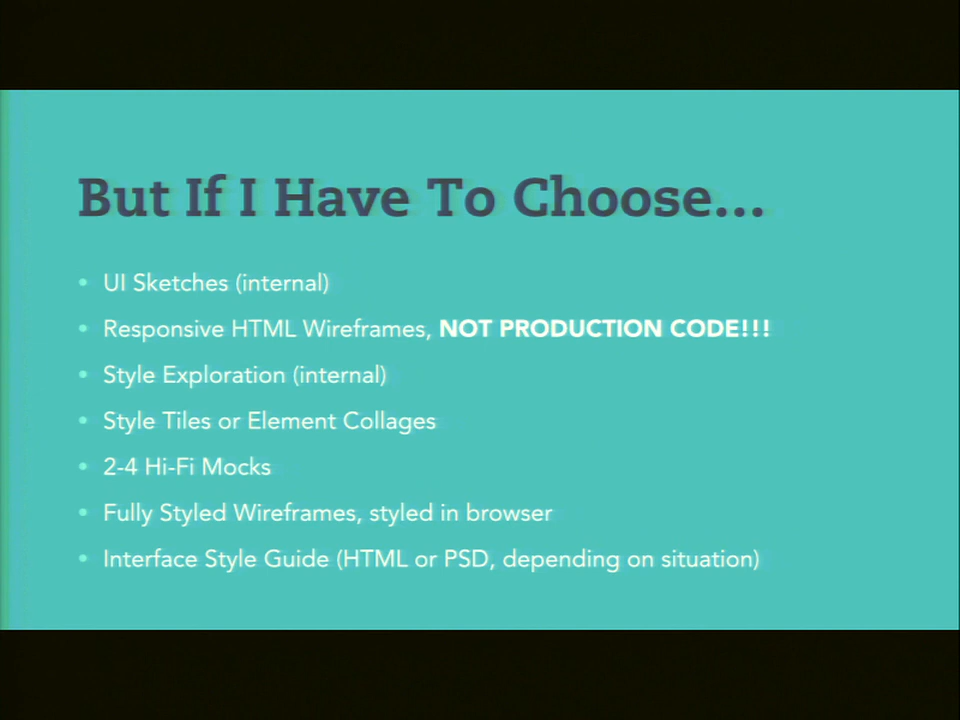 But If I Have To Choose...
• UI Sketches (internal)
• Responsive HTML Wireframes, NOT PRODUCTION CODE!!!
• Style Exploration (internal)
• Style Tiles or Element Collages
• 2-4 Hi-Fi Mocks
• Fully Styled Wireframes, styled in browser
• Interface Style Guide (HTML or PSD, depending on situation)